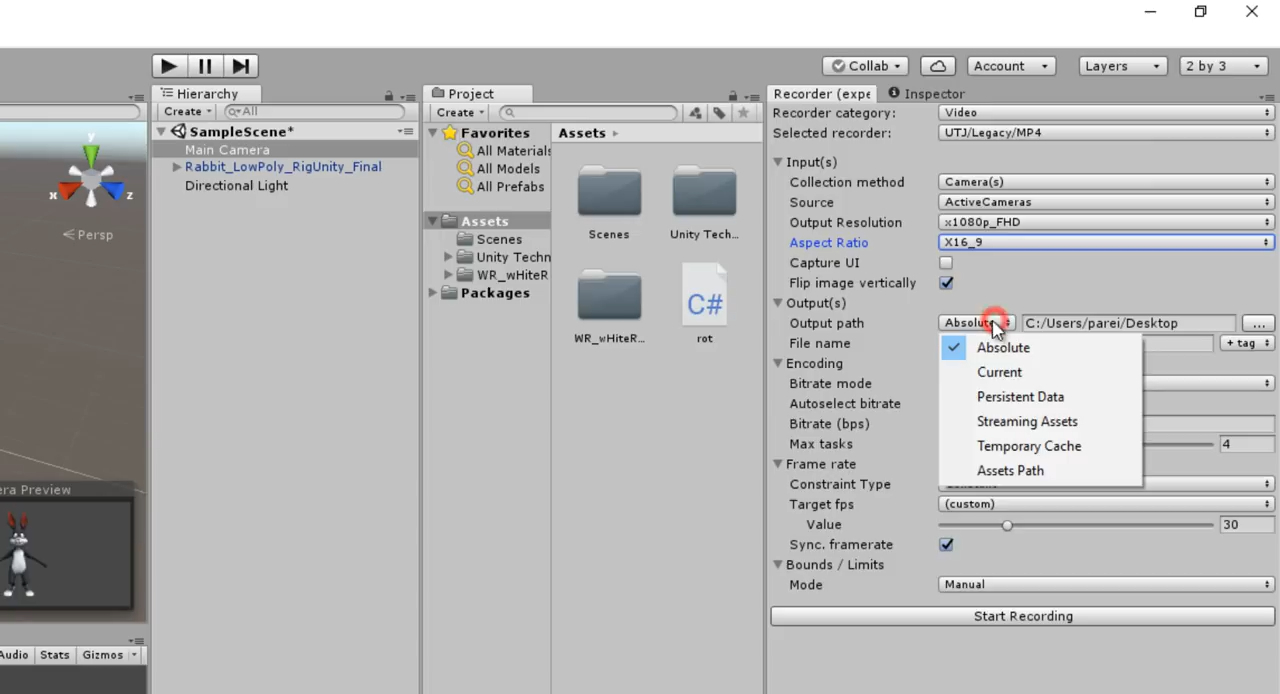 Collab
Account
Layers
2 by 3
Hierarchy
Create
All
SampleScene*
Main Camera
Rabbit_LowPoly_RigUnity_Final
Directional Light
y
x
z
Persp
era Preview
Audio
Stats
Gizmos
Project
Create
Favorites
All Materials
All Models
All Prefabs
Assets
Scenes
Unity Techn
WR_wHiteR
Packages
Assets
Scenes
Unity Tech...
WR_wHiteR...
C#
rot
Recorder (expe
Inspector
Recorder category: Video
Selected recorder: UTJ/Legacy/MP4
Input(s)
Collection method Camera(s)
Source ActiveCameras
Output Resolution x1080p_FHD
Aspect Ratio X16_9
Capture UI
Flip image vertically
Output(s)
Output path Absolute C:/Users/parei/Desktop ...
File name + tag
Absolute
Current
Persistent Data
Streaming Assets
Temporary Cache
Assets Path
Encoding
Bitrate mode
Autoselect bitrate
Bitrate (bps)
Max tasks 4
Frame rate
Constraint Type
Target fps (custom)
Value 30
Sync. framerate
Bounds / Limits
Mode Manual
Start Recording